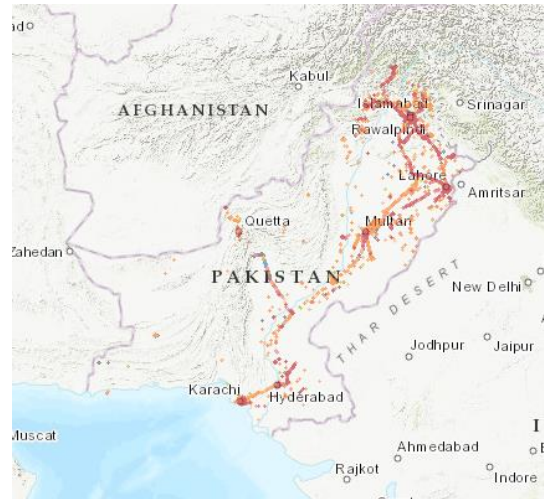 ad
Kabul
AFGHANISTAN
Islamabad
Srinagar
Rawalpindi
Lahore
Amritsar
Quetta
Multan
Zahedan
PAKISTAN
New Delhi
THAR DESERT
Jodhpur
Jaipur
Karachi
Hyderabad
Muscat
I
Ahmedabad
Rajkot
Indore